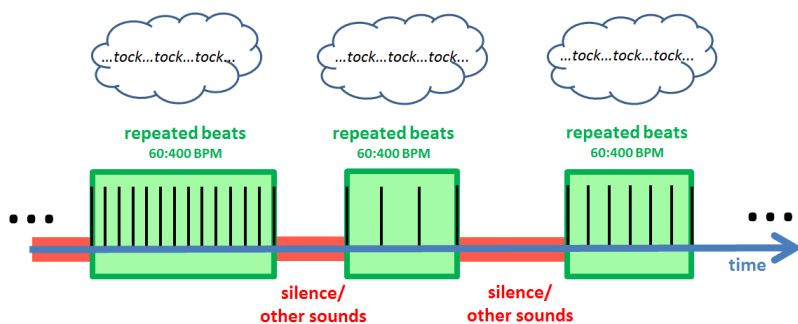 ...tock...tock...tock...
...tock...tock...tock...
...tock...tock...tock...
repeated beats
60:400 BPM
repeated beats
60:400 BPM
repeated beats
60:400 BPM
...
...
time
silence/
other sounds
silence/
other sounds